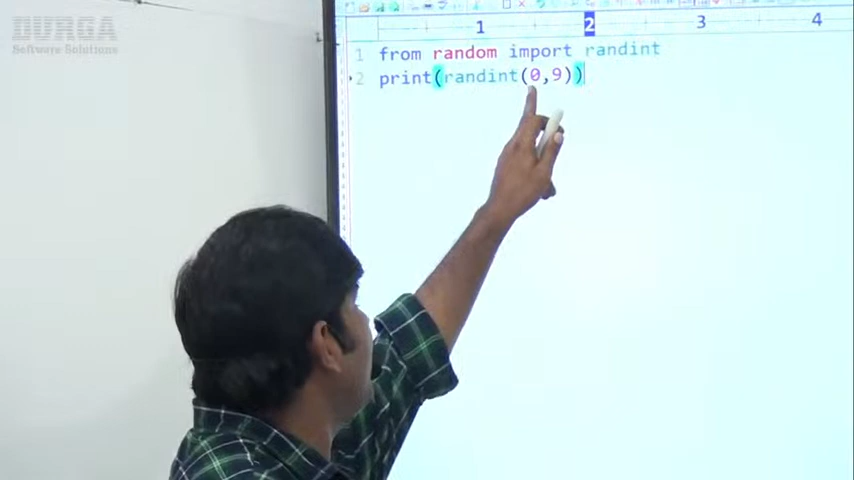 DURGA
Software Solutions
1 2 3 4
1 from random import randint
2 print(randint(0,9))